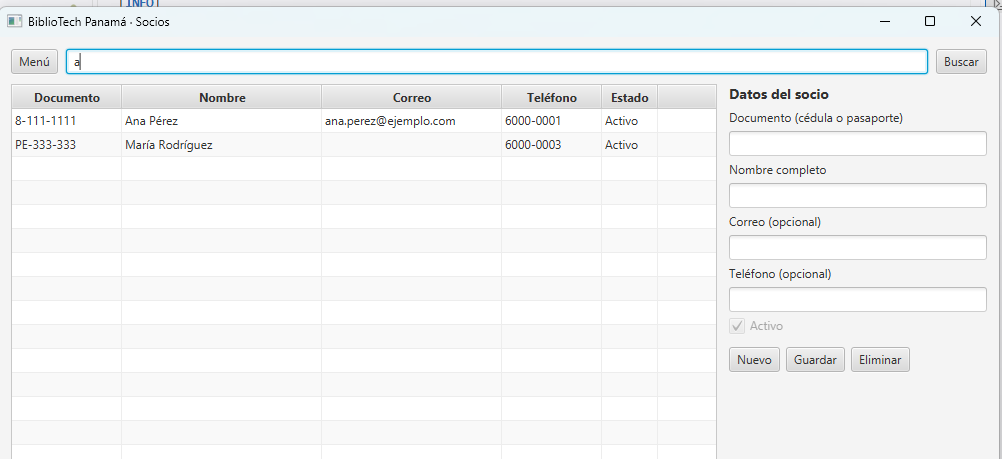 [INFO]
BiblioTech Panamá · Socios
Menú a Buscar
Documento Nombre Correo Teléfono Estado
8-111-1111 Ana Pérez ana.perez@ejemplo.com 6000-0001 Activo
PE-333-333 María Rodríguez 6000-0003 Activo
Datos del socio
Documento (cédula o pasaporte)
Nombre completo
Correo (opcional)
Teléfono (opcional)
Activo
Nuevo Guardar Eliminar